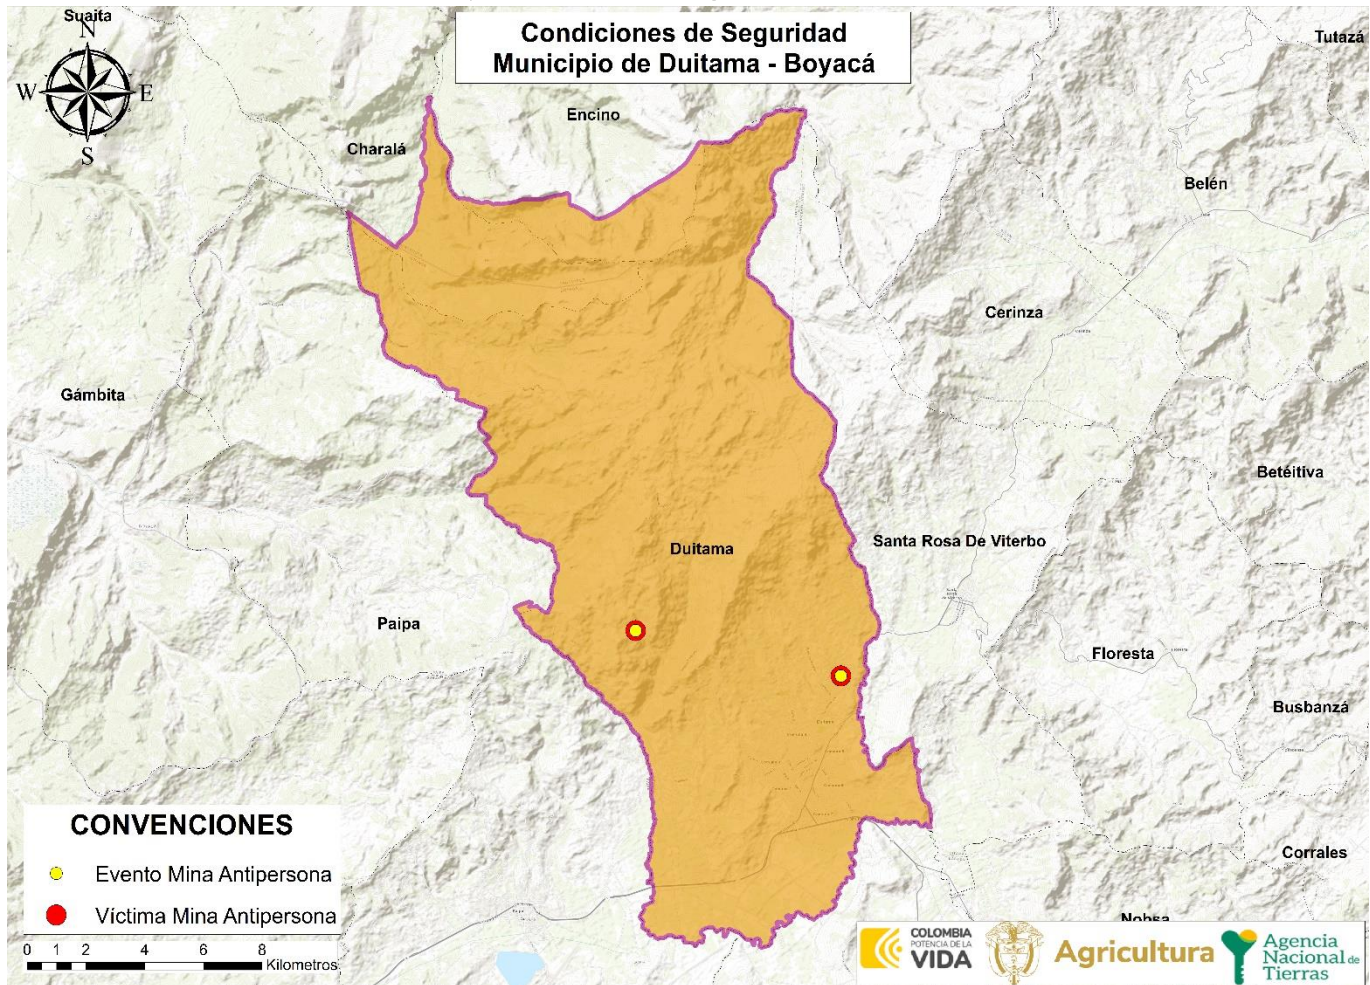 Condiciones de Seguridad
Municipio de Duitama - Boyacá
Suaita
N
W
E
S
Tutazá
Encino
Charalá
Belén
Cerinza
Gámbita
Betéitiva
Duitama
Santa Rosa De Viterbo
Paipa
Floresta
Busbanzá
Corrales
Nobsa
CONVENCIONES
Evento Mina Antipersona
Víctima Mina Antipersona
0 1 2 4 6 8
Kilometros
COLOMBIA
POTENCIA DE LA
VIDA
Agricultura
Agencia
Nacional de
Tierras